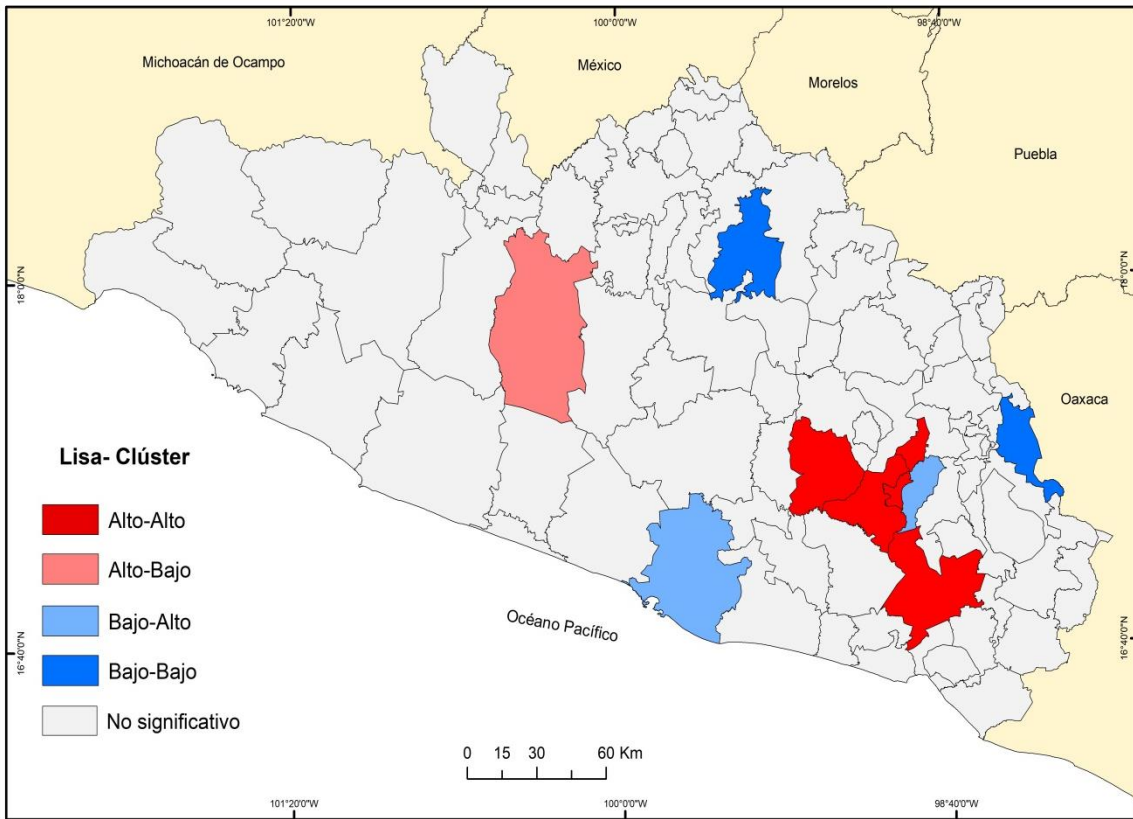 101°20'0"W
100°0'0"W
98°40'0"W
Michoacán de Ocampo
México
Morelos
Puebla
18°0'0"N
18°0'0"N
Oaxaca
Lisa- Clúster
Alto-Alto
Alto-Bajo
Bajo-Alto
Bajo-Bajo
No significativo
Océano Pacífico
16°40'0"N
16°40'0"N
0 15 30 60 Km
101°20'0"W
100°0'0"W
98°40'0"W